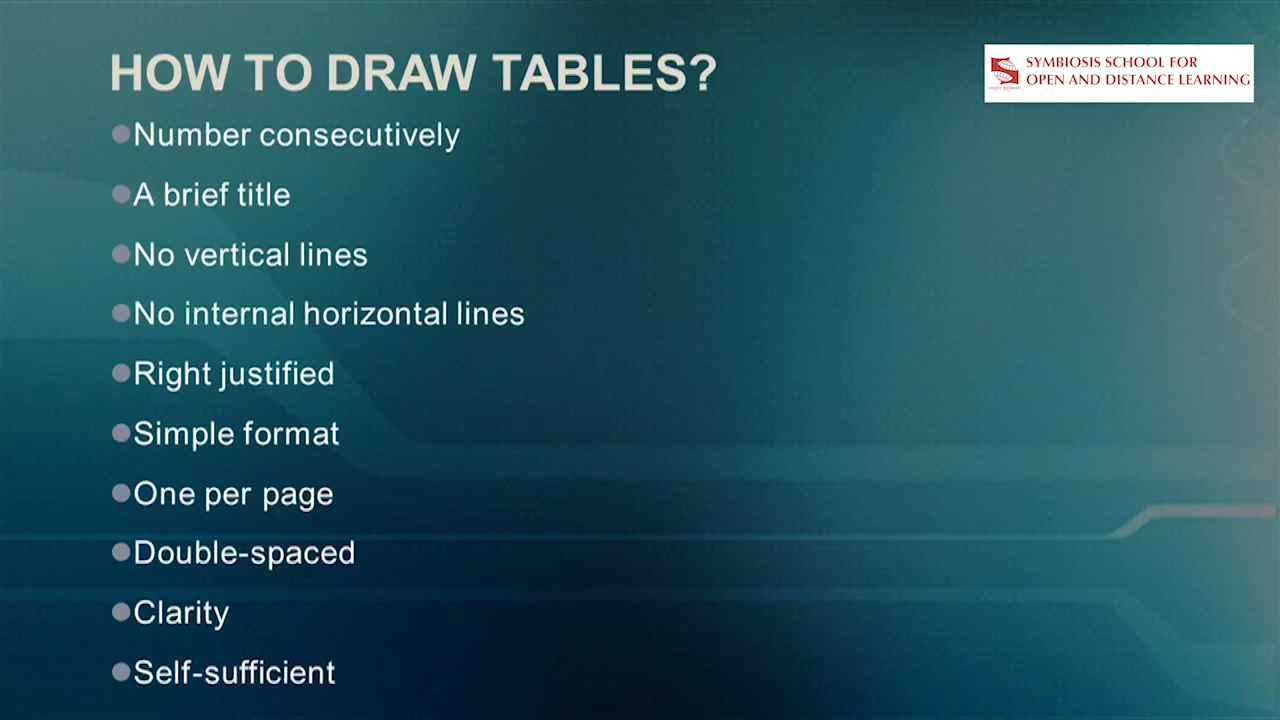 HOW TO DRAW TABLES?
SYMBIOSIS SCHOOL FOR
OPEN AND DISTANCE LEARNING
Number consecutively
A brief title
No vertical lines
No internal horizontal lines
Right justified
Simple format
One per page
Double-spaced
Clarity
Self-sufficient